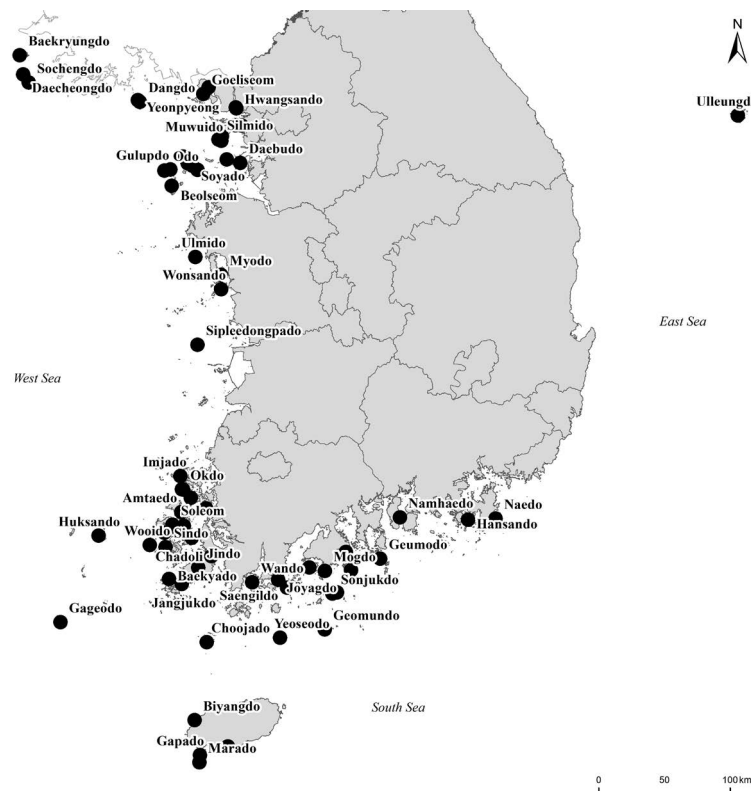 N
Baekryungdo
Sochengdo
Daecheongdo
Dangdo
Goeliseom
Yeonpyeong
Hwangsando
Ulleungd
Muwuido
Silmido
Daebudo
Gulupdo
Odo
Soyado
Beolseom
Ulmido
Myodo
Wonsando
Sipleedongpado
East Sea
West Sea
Imjado
Okdo
Amtaedo
Soleom
Huksando
Wooido
Sindo
Chadoli
Jindo
Baekyado
Jangjukdo
Wando
Saengildo
Joyagdo
Mogdo
Sonjukdo
Geumodo
Namhaedo
Naedo
Hansando
Gageodo
Choojado
Yeoseodo
Geomundo
Biyangdo
South Sea
Gapado
Marado
0 50 100 km